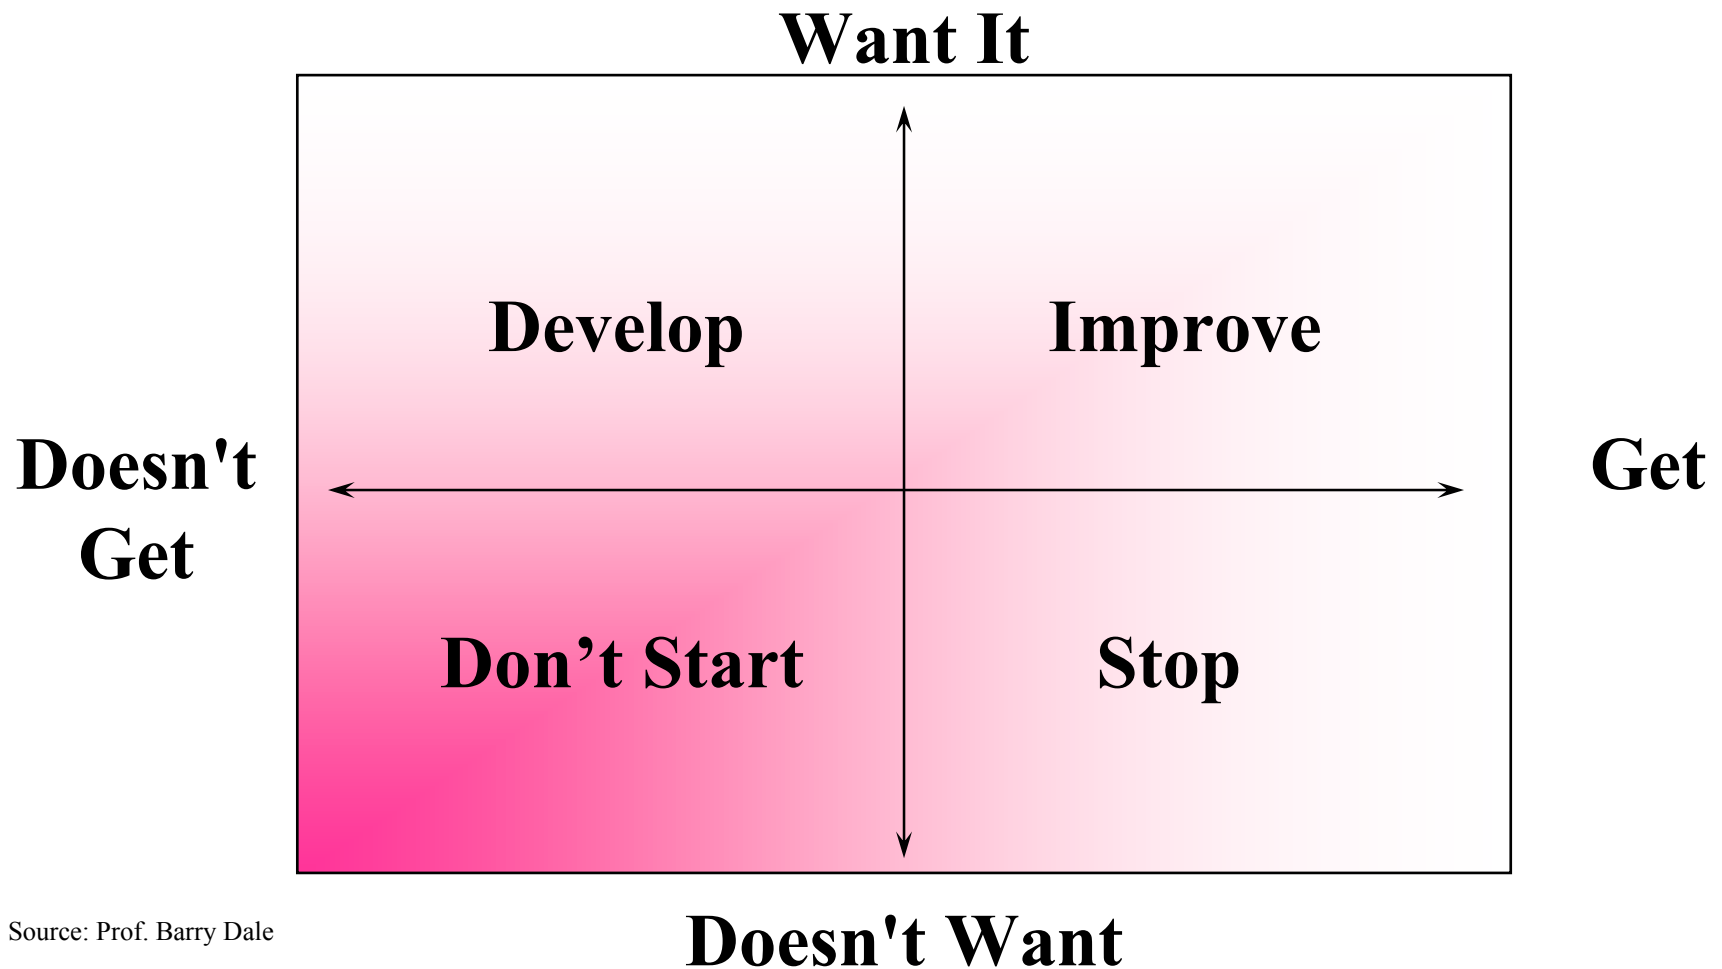 Want It
Develop
Improve
Doesn't
Get
Get
Don’t Start
Stop
Source: Prof. Barry Dale
Doesn't Want